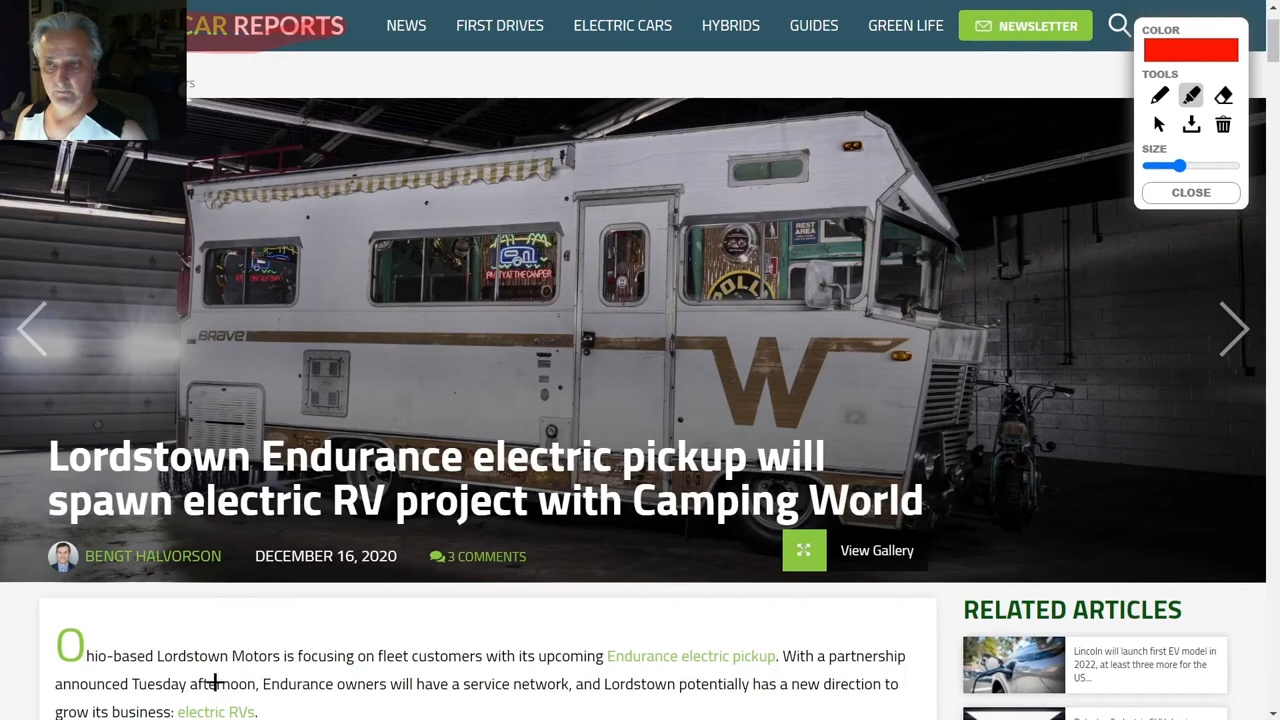 CAR REPORTS
NEWS
FIRST DRIVES
ELECTRIC CARS
HYBRIDS
GUIDES
GREEN LIFE
NEWSLETTER
COLOR
TOOLS
SIZE
CLOSE
rs
REST
AREA
POLL
PARTY AT THE CAMPER
BRAVE
W
Lordstown Endurance electric pickup will
spawn electric RV project with Camping World
BENGT HALVORSON
DECEMBER 16, 2020
3 COMMENTS
View Gallery
Ohio-based Lordstown Motors is focusing on fleet customers with its upcoming Endurance electric pickup. With a partnership
announced Tuesday afternoon, Endurance owners will have a service network, and Lordstown potentially has a new direction to
grow its business: electric RVs.
RELATED ARTICLES
Lincoln will launch first EV model in
2022, at least three more for the
US...